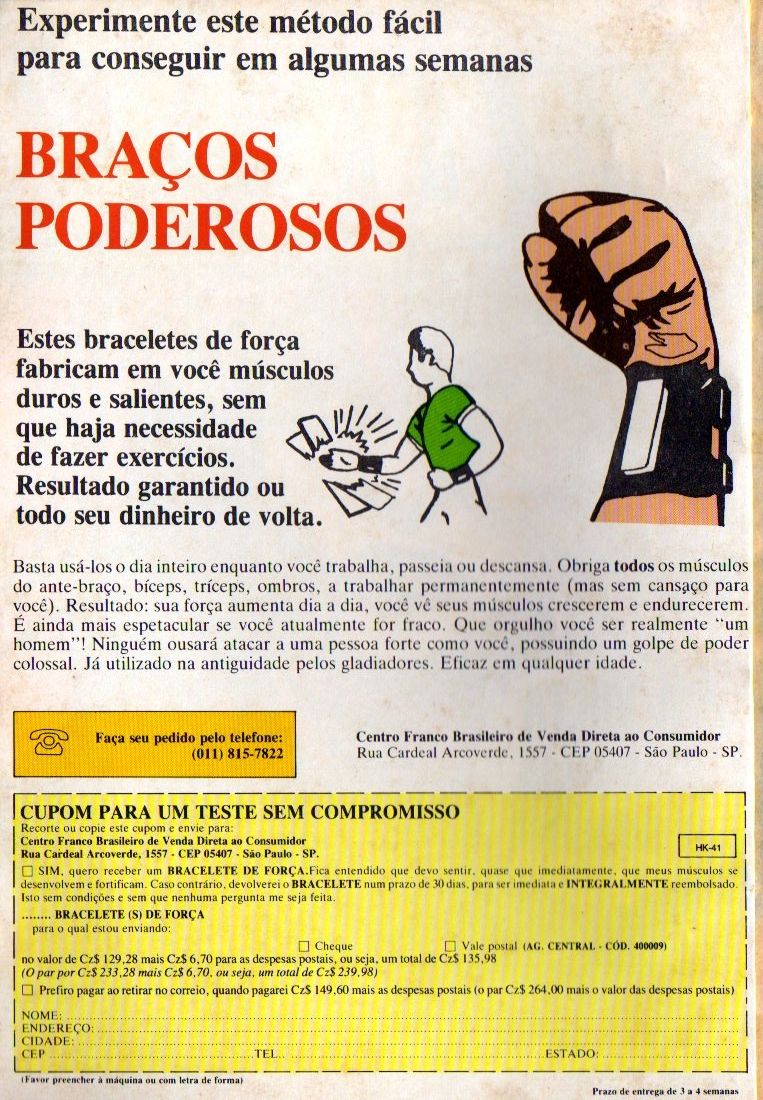 Experimente este método fácil
para conseguir em algumas semanas
BRAÇOS
PODEROSOS
Estes braceletes de força
fabricam em você músculos
duros e salientes, sem
que haja necessidade
de fazer exercícios.
Resultado garantido ou
todo seu dinheiro de volta.
Basta usá-los o dia inteiro enquanto você trabalha, passeia ou descansa. Obriga todos os músculos
do ante-braço, bíceps, tríceps, ombros, a trabalhar permanentemente (mas sem cansaço para
você). Resultado: sua força aumenta dia a dia, você vê seus músculos crescerem e endurecerem.
É ainda mais espetacular se você atualmente for fraco. Que orgulho você ser realmente “um
homem”! Ninguém ousará atacar a uma pessoa forte como você, possuindo um golpe de poder
colossal. Já utilizado na antiguidade pelos gladiadores. Eficaz em qualquer idade.
Faça seu pedido pelo telefone:
(011) 815-7822
Centro Franco Brasileiro de Venda Direta ao Consumidor
Rua Cardeal Arcoverde, 1557 - CEP 05407 - São Paulo - SP.
CUPOM PARA UM TESTE SEM COMPROMISSO
Recorte ou copie este cupom e envie para:
Centro Franco Brasileiro de Venda Direta ao Consumidor
Rua Cardeal Arcoverde, 1557 - CEP 05407 - São Paulo - SP.
HK-41
SIM, quero receber um BRACELETE DE FORÇA.Fica entendido que devo sentir, quase que imediatamente, que meus músculos se
desenvolvem e fortificam. Caso contrário, devolverei o BRACELETE num prazo de 30 dias, para ser imediata e INTEGRALMENTE reembolsado.
Isto sem condições e sem que nenhuma pergunta me seja feita.
........ BRACELETE (S) DE FORÇA
para o qual estou enviando:
Cheque Vale postal (AG. CENTRAL - CÓD. 400009)
no valor de Cz$ 129,28 mais Cz$ 6,70 para as despesas postais, ou seja, um total de Cz$ 135,98
(O par por Cz$ 233,28 mais Cz$ 6,70, ou seja, um total de Cz$ 239,98)
Prefiro pagar ao retirar no correio, quando pagarei Cz$ 149,60 mais as despesas postais (o par Cz$ 264,00 mais o valor das despesas postais)
NOME:
ENDEREÇO:
CIDADE:
CEP TEL. ESTADO:
(Favor preencher à máquina ou com letra de forma)
Prazo de entrega de 3 a 4 semanas